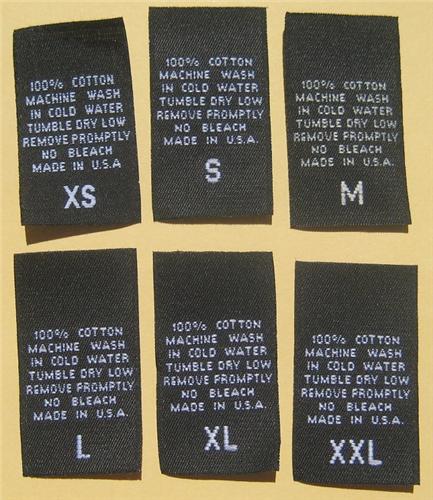 100% COTTON
MACHINE WASH
IN COLD WATER
TUMBLE DRY LOW
REMOVE PROMPTLY
NO BLEACH
MADE IN U.S.A
XS
100% COTTON
MACHINE WASH
IN COLD WATER
TUMBLE DRY LOW
REMOVE PROMPTLY
NO BLEACH
MADE IN U.S.A.
S
100% COTTON
MACHINE WASH
IN COLD WATER
TUMBLE DRY LOW
REMOVE PROMPTLY
NO BLEACH
MADE IN U.S.A.
M
100% COTTON
MACHINE WASH
IN COLD WATER
TUMBLE DRY LOW
REMOVE PROMPTLY
NO BLEACH
MADE IN U.S.A.
L
100% COTTON
MACHINE WASH
IN COLD WATER
TUMBLE DRY LOW
REMOVE PROMPTLY
NO BLEACH
MADE IN U.S.A.
XL
100% COTTON
MACHINE WASH
IN COLD WATER
TUMBLE DRY LOW
REMOVE PROMPTLY
NO BLEACH
MADE IN U.S.A.
XXL